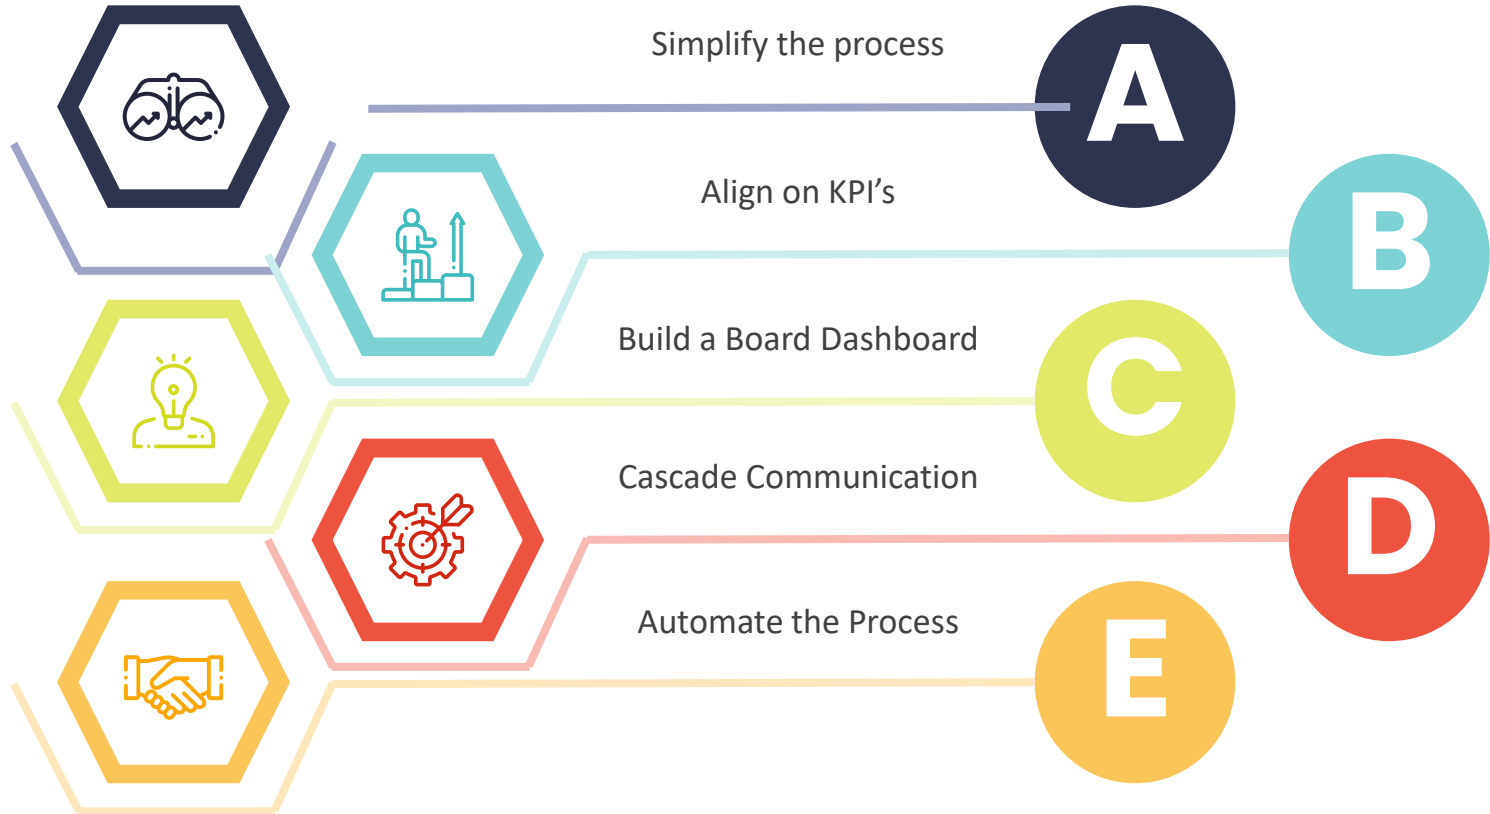 Simplify the process
A
Align on KPI’s
B
Build a Board Dashboard
C
Cascade Communication
D
Automate the Process
E